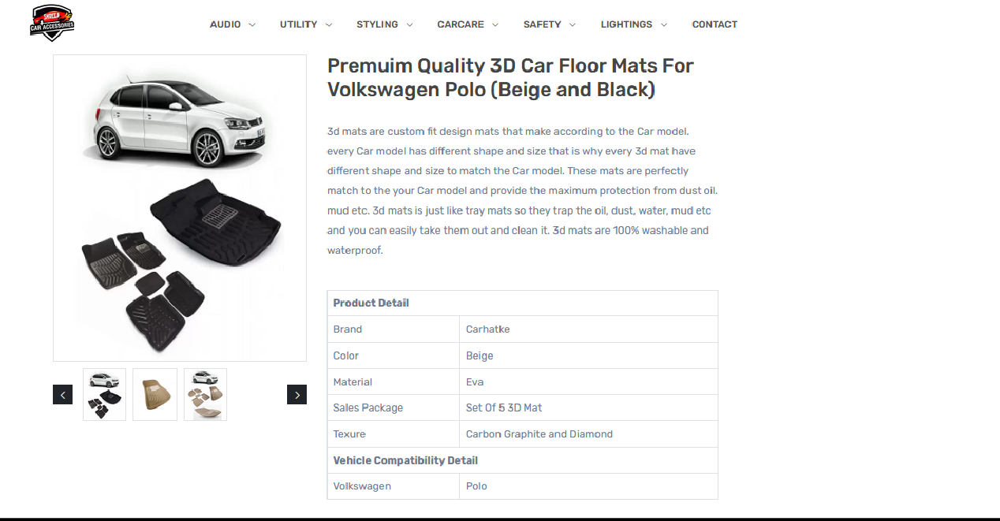 SHREE
CAR ACCESSORIES
AUDIO UTILITY STYLING CARCARE SAFETY LIGHTINGS CONTACT
Premuim Quality 3D Car Floor Mats For
Volkswagen Polo (Beige and Black)
3d mats are custom fit design mats that make according to the Car model.
every Car model has different shape and size that is why every 3d mat have
different shape and size to match the Car model. These mats are perfectly
match to the your Car model and provide the maximum protection from dust oil.
mud etc. 3d mats is just like tray mats so they trap the oil, dust, water, mud etc
and you can easily take them out and clean it. 3d mats are 100% washable and
waterproof.
Product Detail
Brand Carhatke
Color Beige
Material Eva
Sales Package Set Of 5 3D Mat
Texure Carbon Graphite and Diamond
Vehicle Compatibility Detail
Volkswagen Polo